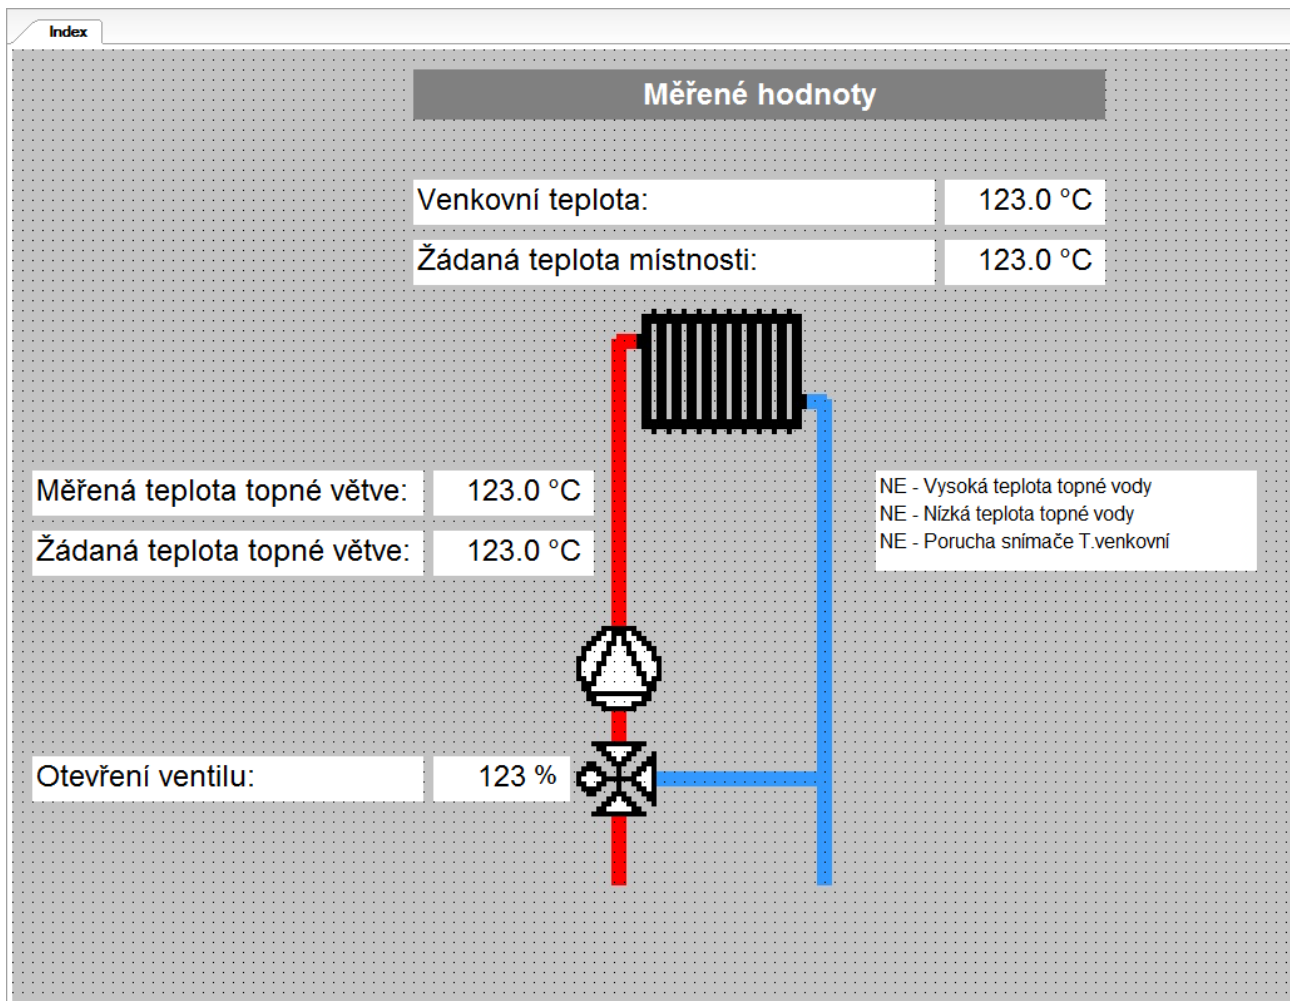 Index
Měřené hodnoty
Venkovní teplota: 123.0 °C
Žádaná teplota místnosti: 123.0 °C
Měřená teplota topné větve: 123.0 °C
Žádaná teplota topné větve: 123.0 °C
NE - Vysoká teplota topné vody
NE - Nízká teplota topné vody
NE - Porucha snímače T.venkovní
Otevření ventilu: 123 %